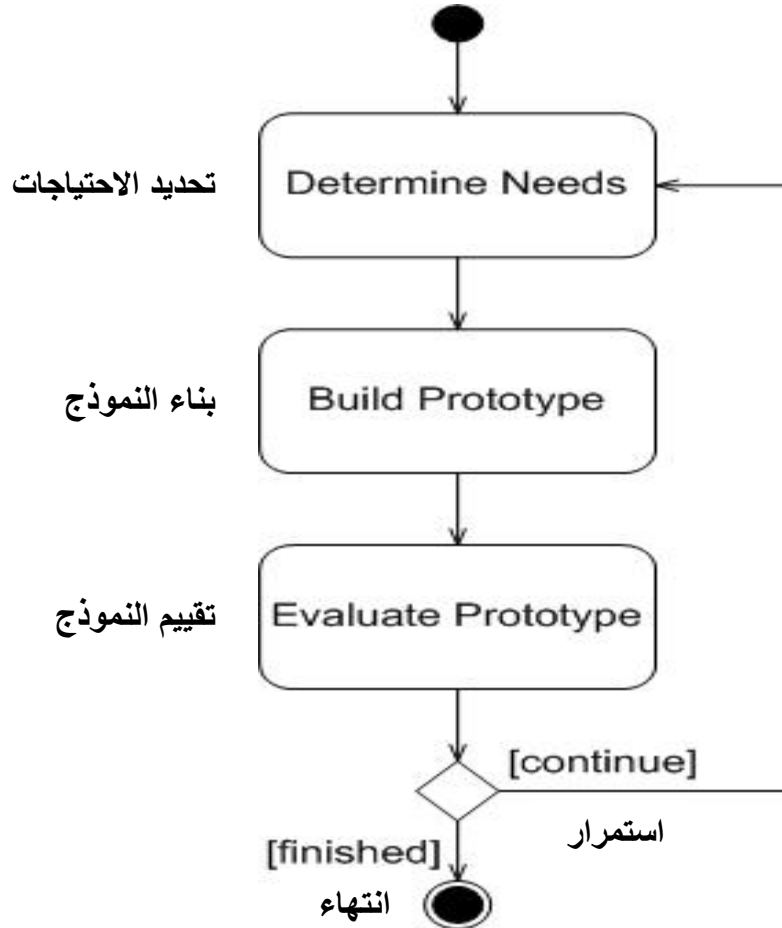 تحديد الاحتياجات
Determine Needs
بناء النموذج
Build Prototype
تقييم النموذج
Evaluate Prototype
[continue]
استمرار
[finished]
انتهاء